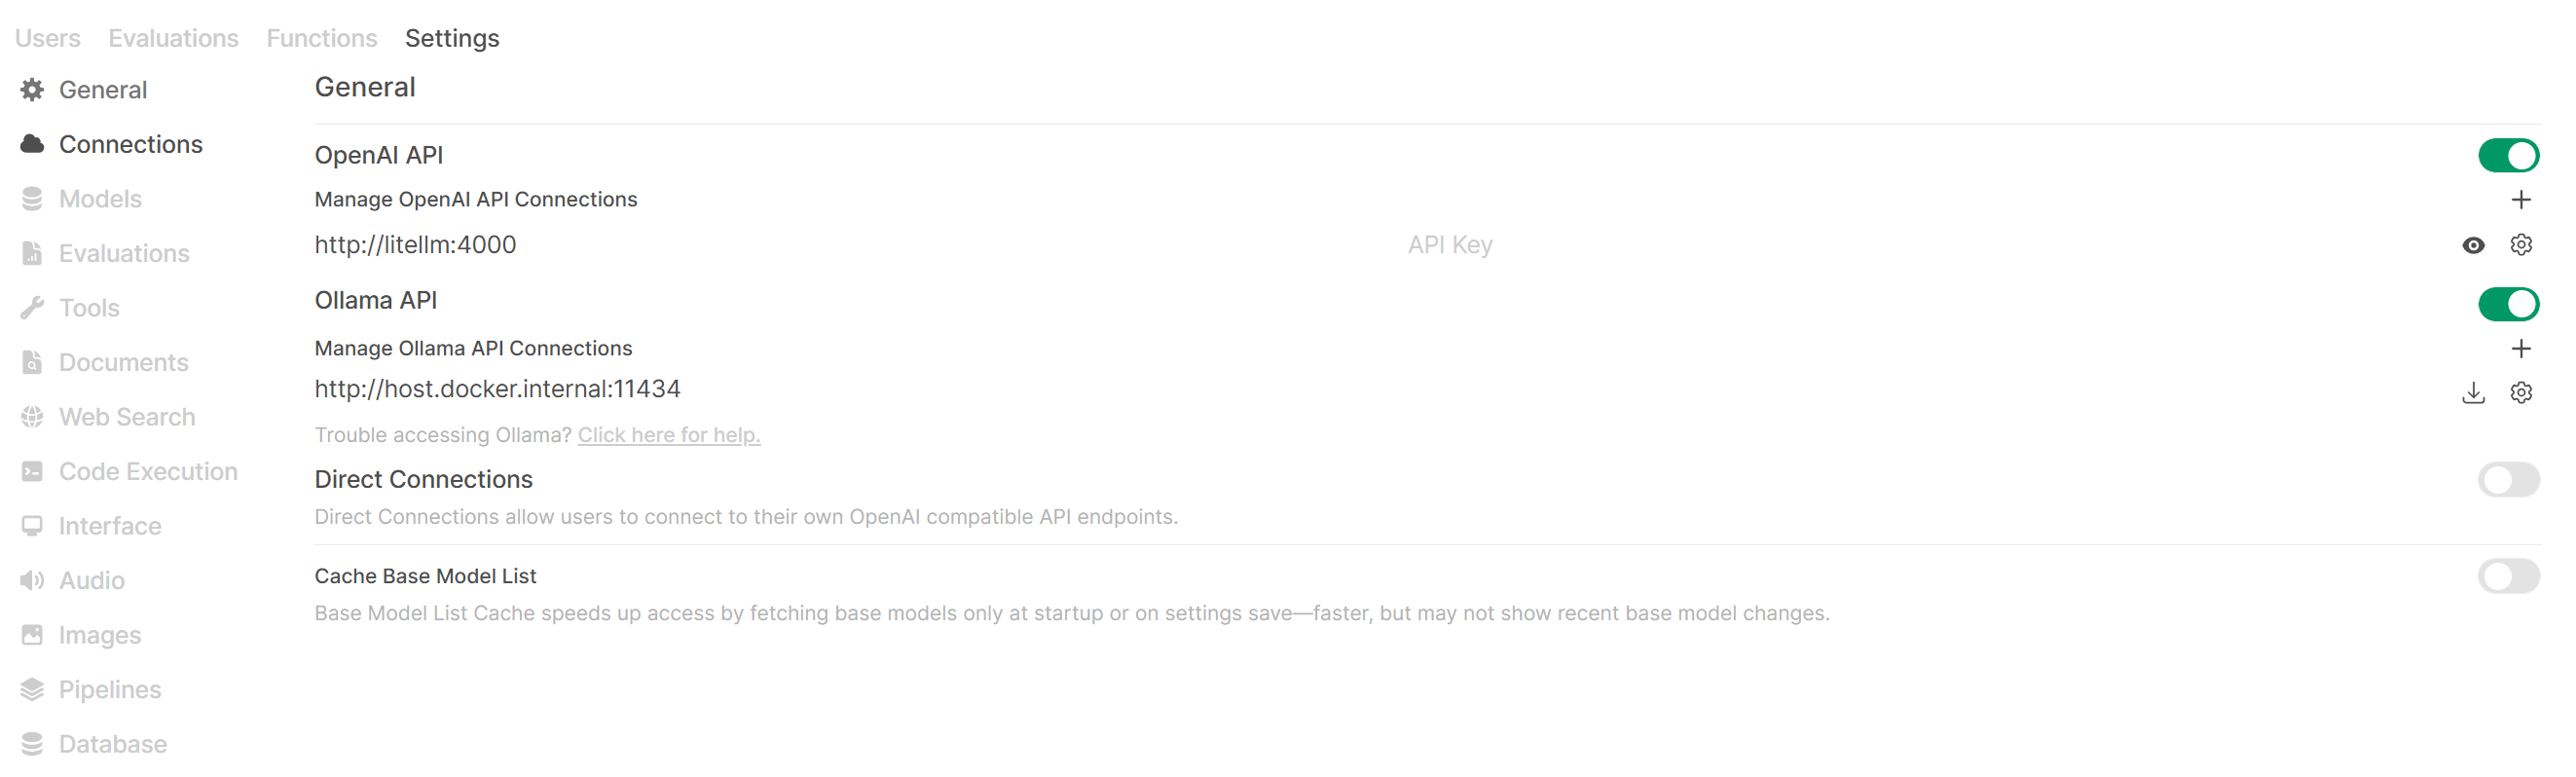 Users Evaluations Functions Settings
General
Connections
Models
Evaluations
Tools
Documents
Web Search
Code Execution
Interface
Audio
Images
Pipelines
Database
General
OpenAI API
Manage OpenAI API Connections
http://litellm:4000 API Key
Ollama API
Manage Ollama API Connections
http://host.docker.internal:11434
Trouble accessing Ollama? Click here for help.
Direct Connections
Direct Connections allow users to connect to their own OpenAI compatible API endpoints.
Cache Base Model List
Base Model List Cache speeds up access by fetching base models only at startup or on settings save—faster, but may not show recent base model changes.